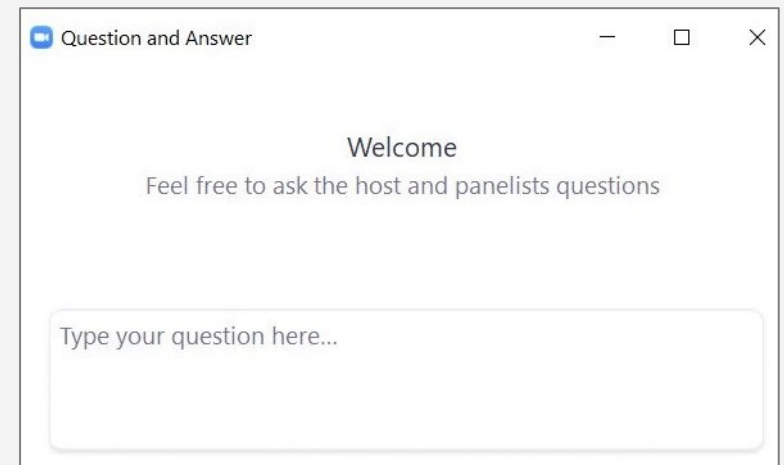 Question and Answer
Welcome
Feel free to ask the host and panelists questions
Type your question here...